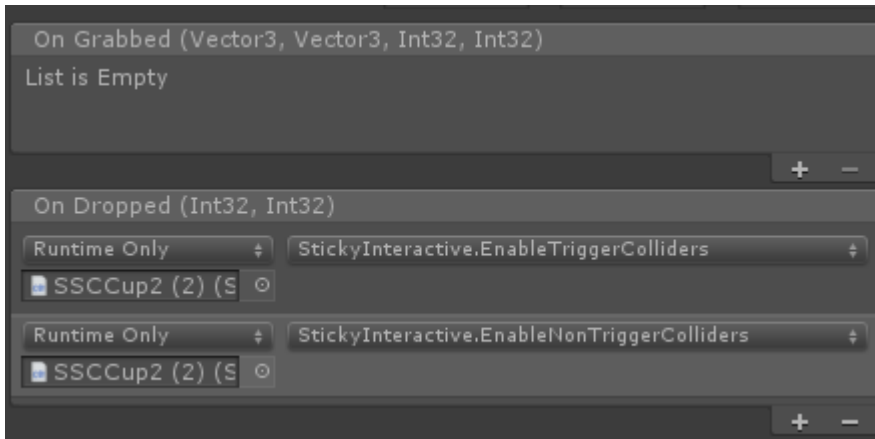 On Grabbed (Vector3, Vector3, Int32, Int32)
List is Empty
+ −
On Dropped (Int32, Int32)
Runtime Only StickyInteractive.EnableTriggerColliders
SSCCup2 (2) (S
Runtime Only StickyInteractive.EnableNonTriggerColliders
SSCCup2 (2) (S
+ −